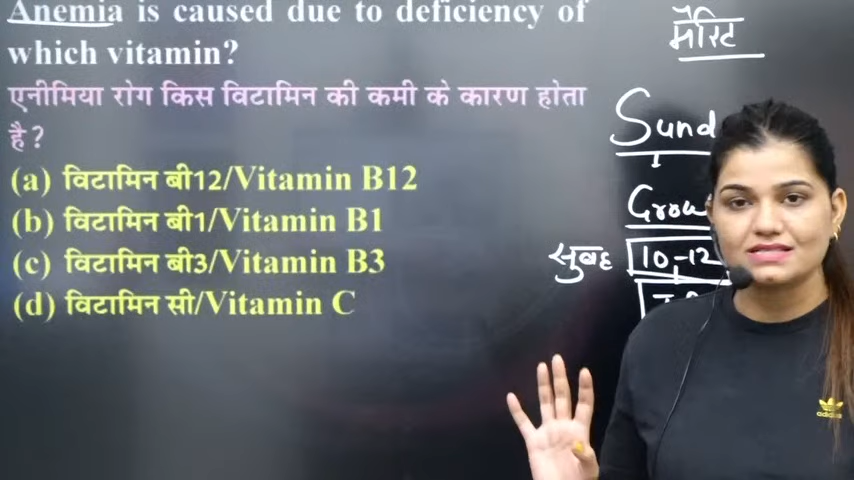 Anemia is caused due to deficiency of
which vitamin?
एनीमिया रोग किस विटामिन की कमी के कारण होता
है?
(a) विटामिन बी12/Vitamin B12
(b) विटामिन बी1/Vitamin B1
(c) विटामिन बी3/Vitamin B3
(d) विटामिन सी/Vitamin C
मैरिट
Sund
Grow
सुबह 10-12
adidas